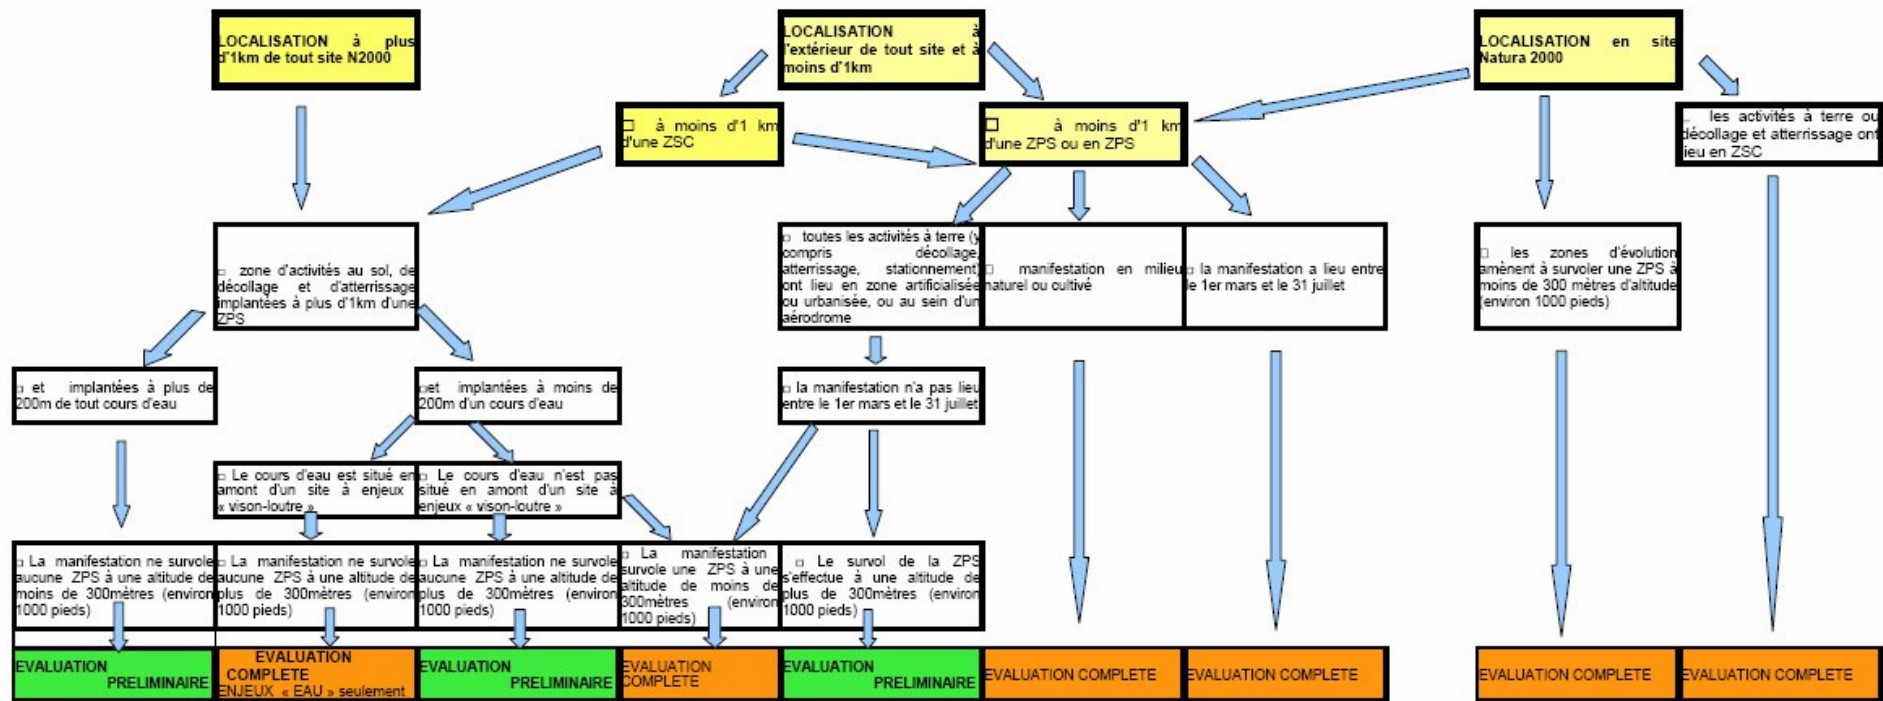 LOCALISATION à plus
d'1km de tout site N2000
LOCALISATION à
l'extérieur de tout site et à
moins d'1km
LOCALISATION en site
Natura 2000
□ à moins d'1 km
d'une ZSC
□ à moins d'1 km
d'une ZPS ou en ZPS
les activités à terre ou
décollage et atterrissage ont
lieu en ZSC
□ zone d'activités au sol, de
décollage et d'atterrissage
implantées à plus d'1km d'une
ZPS
□ toutes les activités à terre (y
compris décollage,
atterrissage, stationnement)
ont lieu en zone artificialisée
ou urbanisée, ou au sein d'un
aérodrome
□ manifestation en milieu
naturel ou cultivé
□ la manifestation a lieu entre
le 1er mars et le 31 juillet
□ les zones d'évolution
amènent à survoler une ZPS à
moins de 300 mètres d'altitude
(environ 1000 pieds)
□ et implantées à plus de
200m de tout cours d'eau
□et implantées à moins de
200m d'un cours d'eau
□ la manifestation n'a pas lieu
entre le 1er mars et le 31 juillet
□ Le cours d'eau est situé en
amont d'un site à enjeux
« vison-loutre »
□ Le cours d'eau n'est pas
situé en amont d'un site à
enjeux « vison-loutre »
□ La manifestation ne survole
aucune ZPS à une altitude de
moins de 300mètres (environ
1000 pieds)
□ La manifestation ne survole
aucune ZPS à une altitude de
plus de 300mètres (environ
1000 pieds)
□ La manifestation ne survole
aucune ZPS à une altitude de
plus de 300mètres (environ
1000 pieds)
□ La manifestation
survole une ZPS à une
altitude de moins de
300mètres (environ
1000 pieds)
□ Le survol de la ZPS
s'effectue à une altitude de
plus de 300mètres (environ
1000 pieds)
EVALUATION
PRELIMINAIRE
EVALUATION
COMPLETE
ENJEUX « EAU » seulement
EVALUATION
PRELIMINAIRE
EVALUATION
COMPLETE
EVALUATION
PRELIMINAIRE
EVALUATION COMPLETE
EVALUATION COMPLETE
EVALUATION COMPLETE
EVALUATION COMPLETE